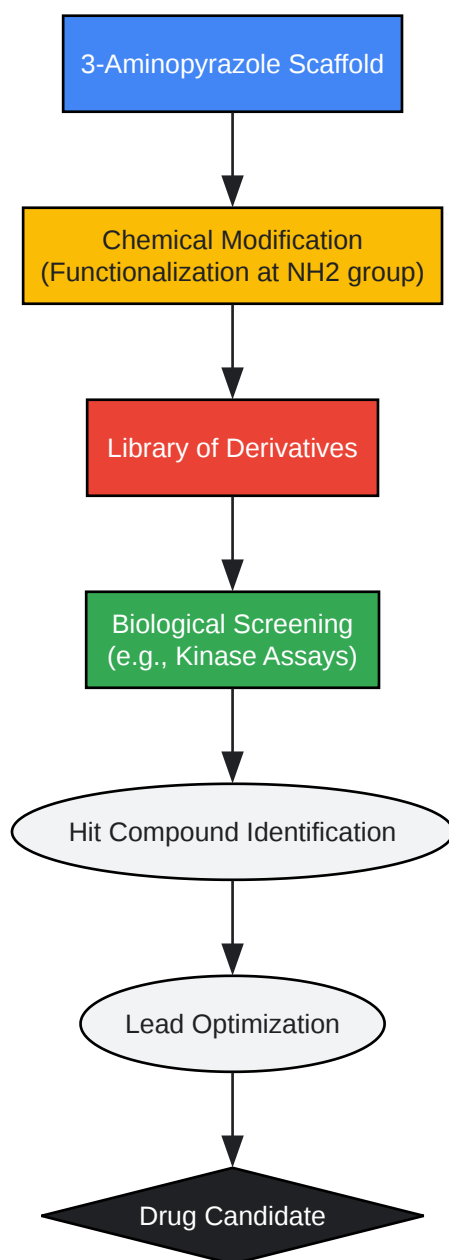 3-Aminopyrazole Scaffold
Chemical Modification
(Functionalization at NH2 group)
Library of Derivatives
Biological Screening
(e.g., Kinase Assays)
Hit Compound Identification
Lead Optimization
Drug Candidate